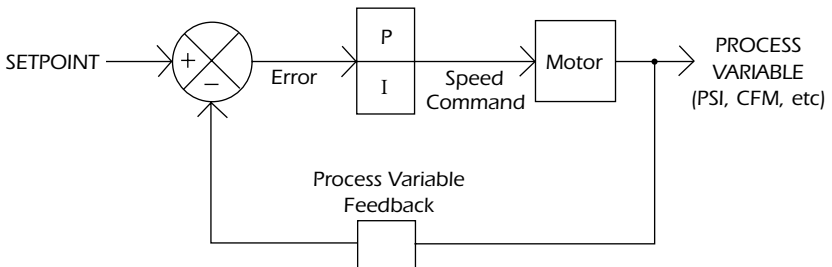 SETPOINT
+
−
Error
P
I
Speed
Command
Motor
PROCESS
VARIABLE
(PSI, CFM, etc)
Process Variable
Feedback